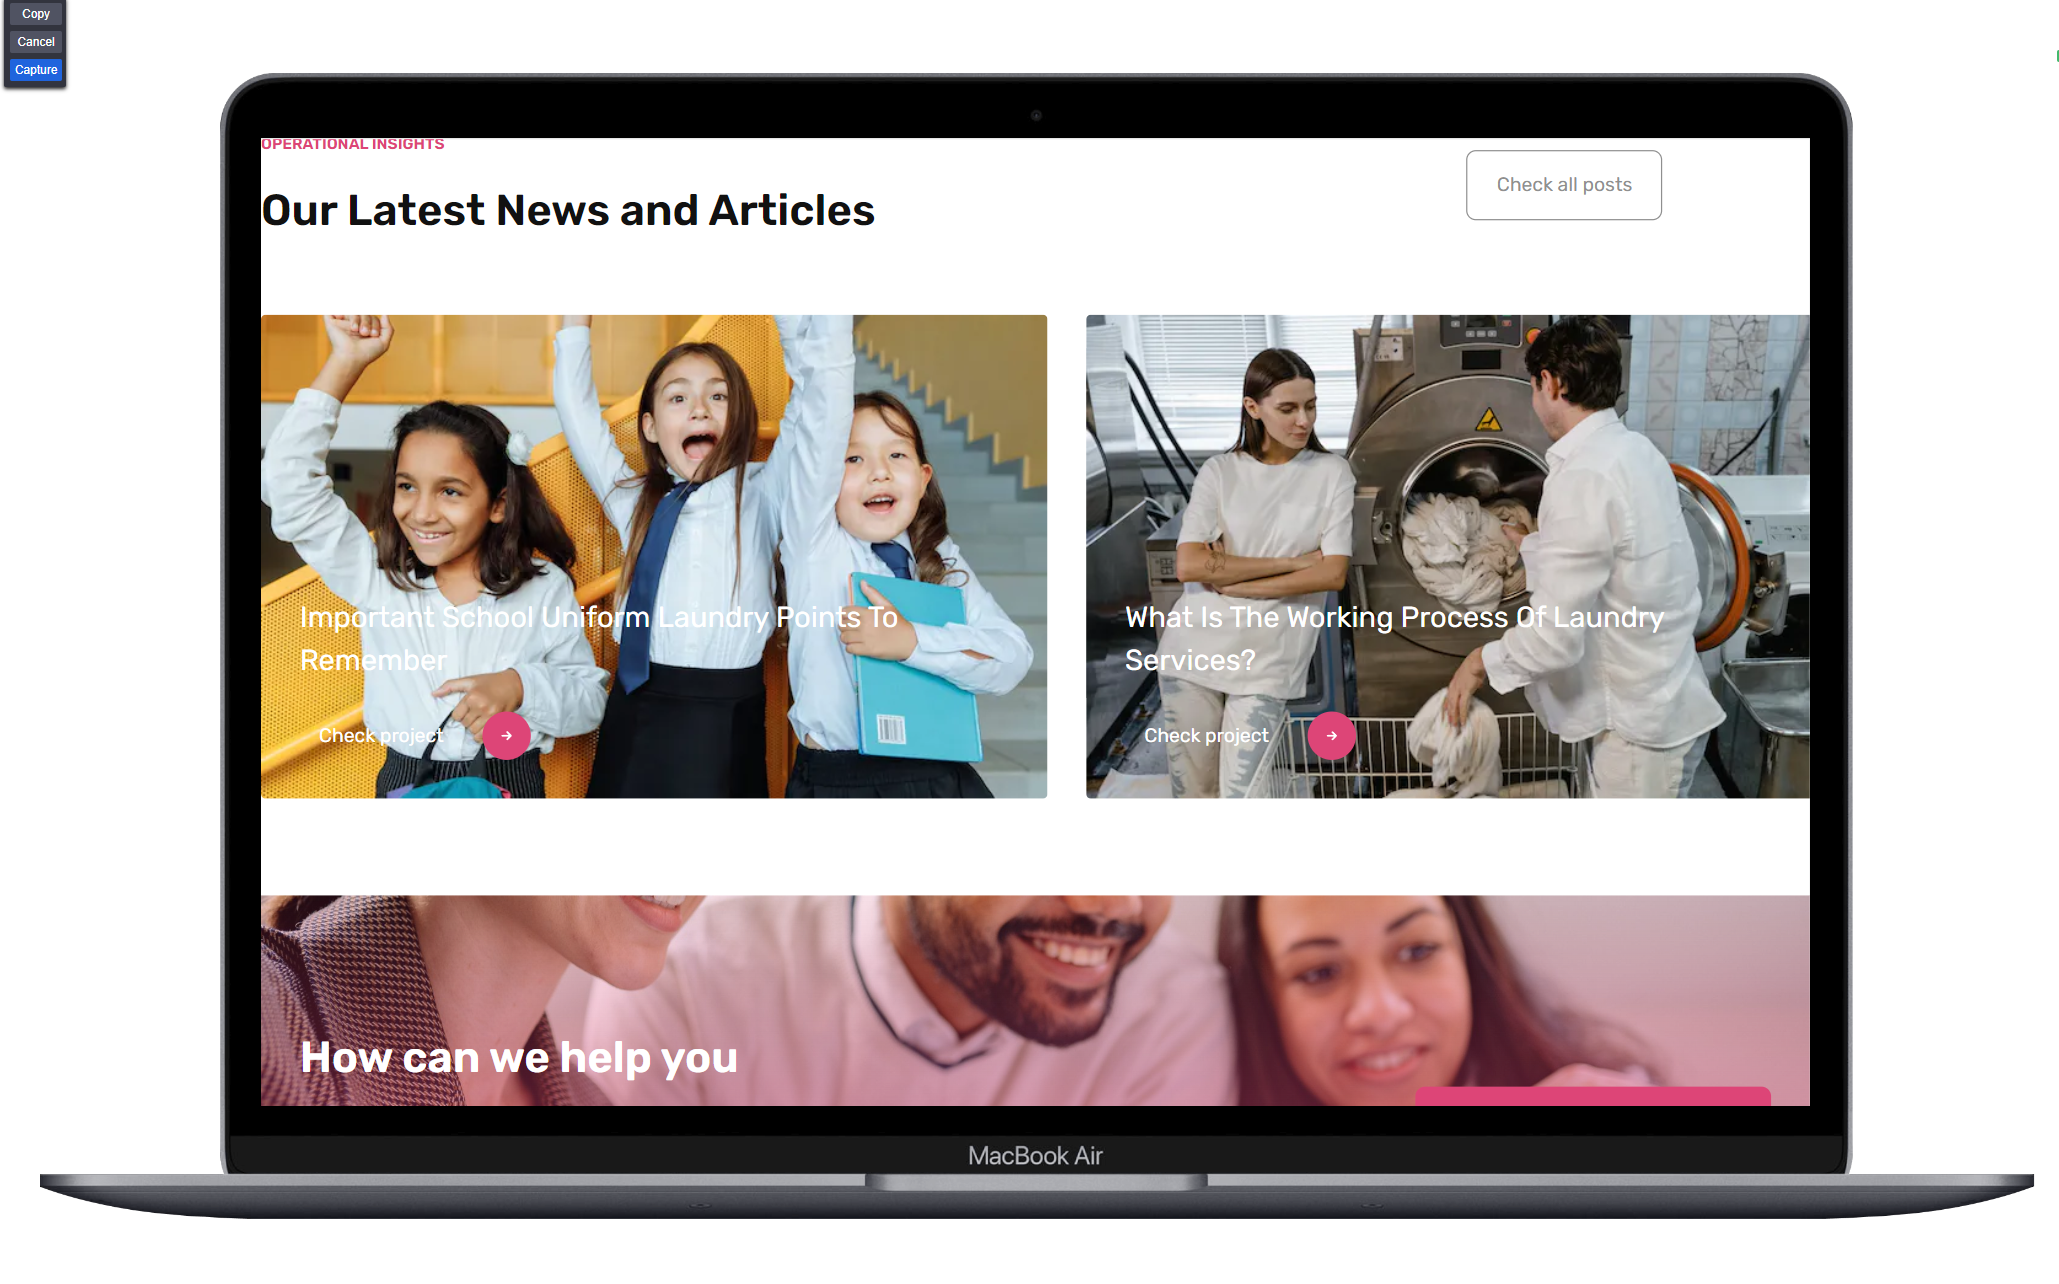 Copy
Cancel
Capture
OPERATIONAL INSIGHTS
Our Latest News and Articles
Check all posts
Important School Uniform Laundry Points To
Remember
Check project
What Is The Working Process Of Laundry
Services?
Check project
How can we help you
MacBook Air